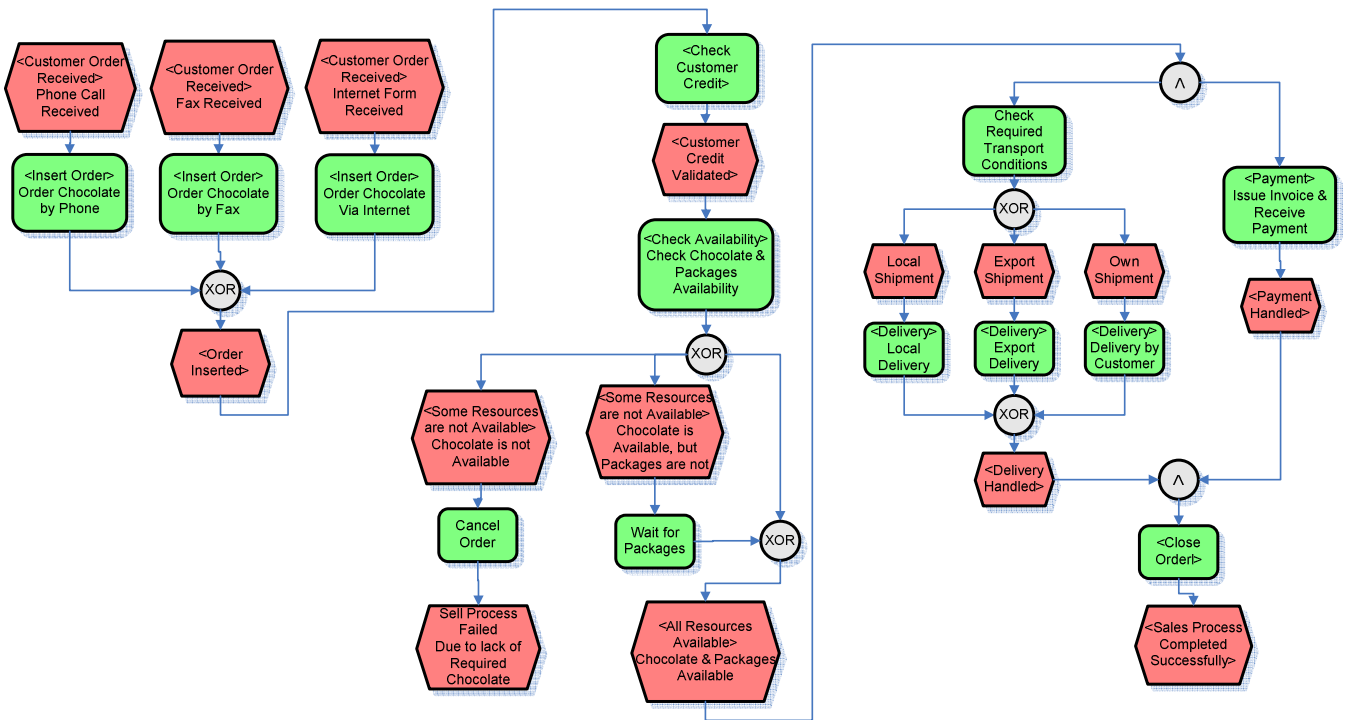 <Customer Order
Received>
Phone Call
Received
<Customer Order
Received>
Fax Received
<Customer Order
Received>
Internet Form
Received
<Insert Order>
Order Chocolate
by Phone
<Insert Order>
Order Chocolate
by Fax
<Insert Order>
Order Chocolate
Via Internet
XOR
<Order
Inserted>
<Check
Customer
Credit>
<Customer
Credit
Validated>
<Check Availability>
Check Chocolate &
Packages
Availability
XOR
<Some Resources
are not Available>
Chocolate is not
Available
<Some Resources
are not Available>
Chocolate is
Available, but
Packages are not
Cancel
Order
Wait for
Packages
XOR
Sell Process
Failed
Due to lack of
Required
Chocolate
<All Resources
Available>
Chocolate & Packages
Available
Λ
Check
Required
Transport
Conditions
XOR
Local
Shipment
Export
Shipment
Own
Shipment
<Delivery>
Local
Delivery
<Delivery>
Export
Delivery
<Delivery>
Delivery by
Customer
XOR
<Delivery
Handled>
<Payment>
Issue Invoice &
Receive
Payment
<Payment
Handled>
Λ
<Close
Orderl>
<Sales Process
Completed
Successfully>